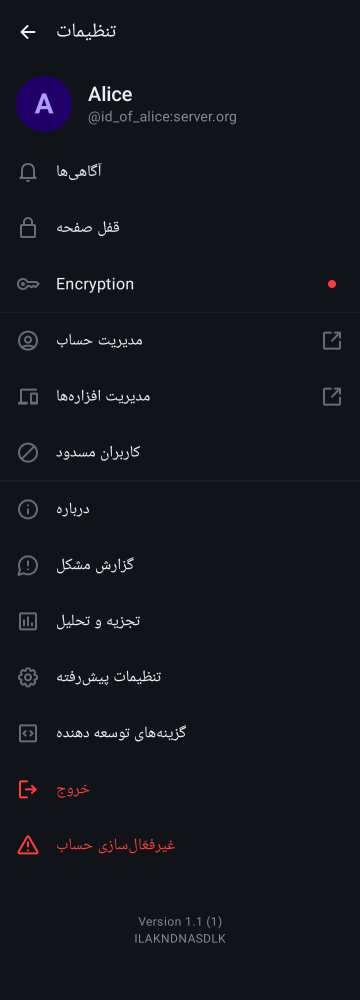 تنظیمات
A
Alice
@id_of_alice:server.org
آگاهی‌ها
قفل صفحه
Encryption
مدیریت حساب
مدیریت افزاره‌ها
کاربران مسدود
درباره
گزارش مشکل
تجزیه و تحلیل
تنظیمات پیش‌رفته
گزینه‌های توسعه دهنده
خروج
غیرفغال‌سازی حساب
Version 1.1 (1)
ILAKNDNASDLK